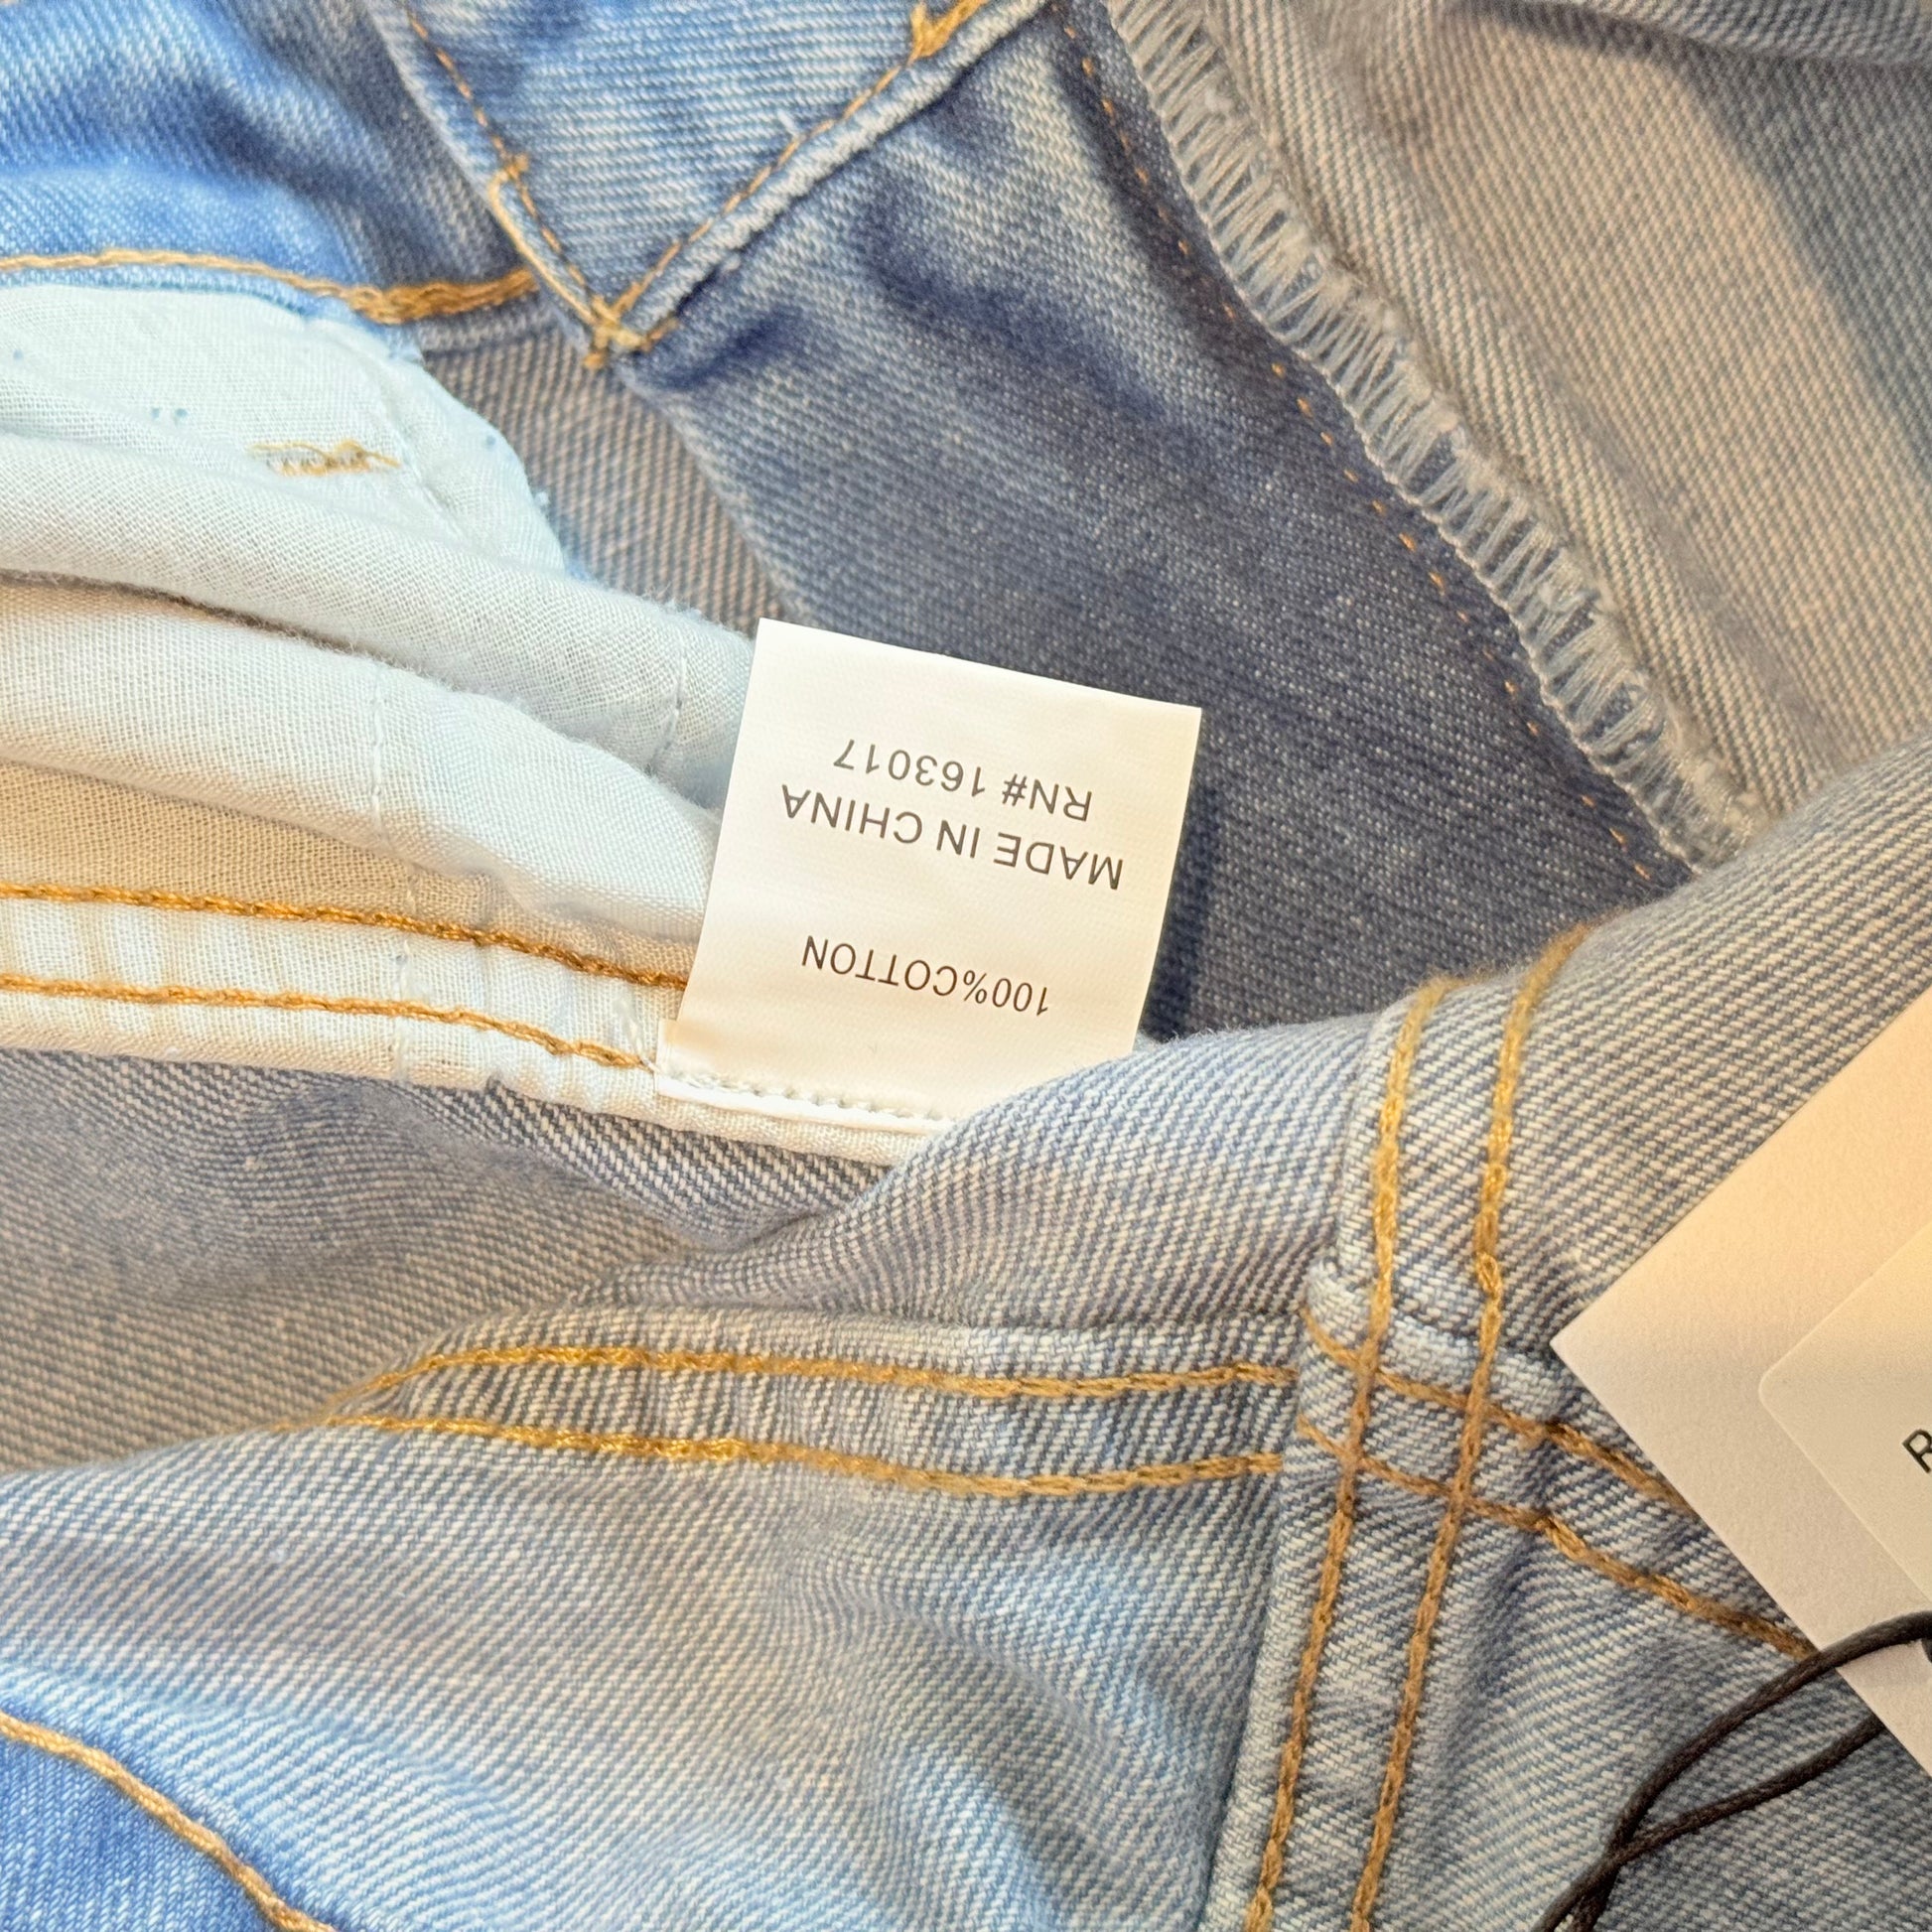 100%COTTON
MADE IN CHINA
RN# 163017
R